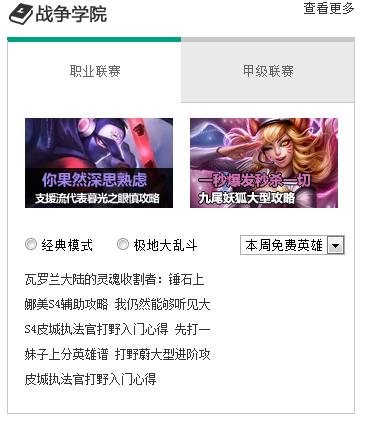 战争学院
查看更多
职业联赛
甲级联赛
你果然深思熟虑
支援流代表暮光之眼慎攻略
一秒爆发秒杀一切
九尾妖狐大型攻略
经典模式
极地大乱斗
本周免费英雄
瓦罗兰大陆的灵魂收割者：锤石上
娜美S4辅助攻略 我仍然能够听见大
S4皮城执法官打野入门心得 先打一
妹子上分英雄谱 打野蔚大型进阶攻
皮城执法官打野入门心得